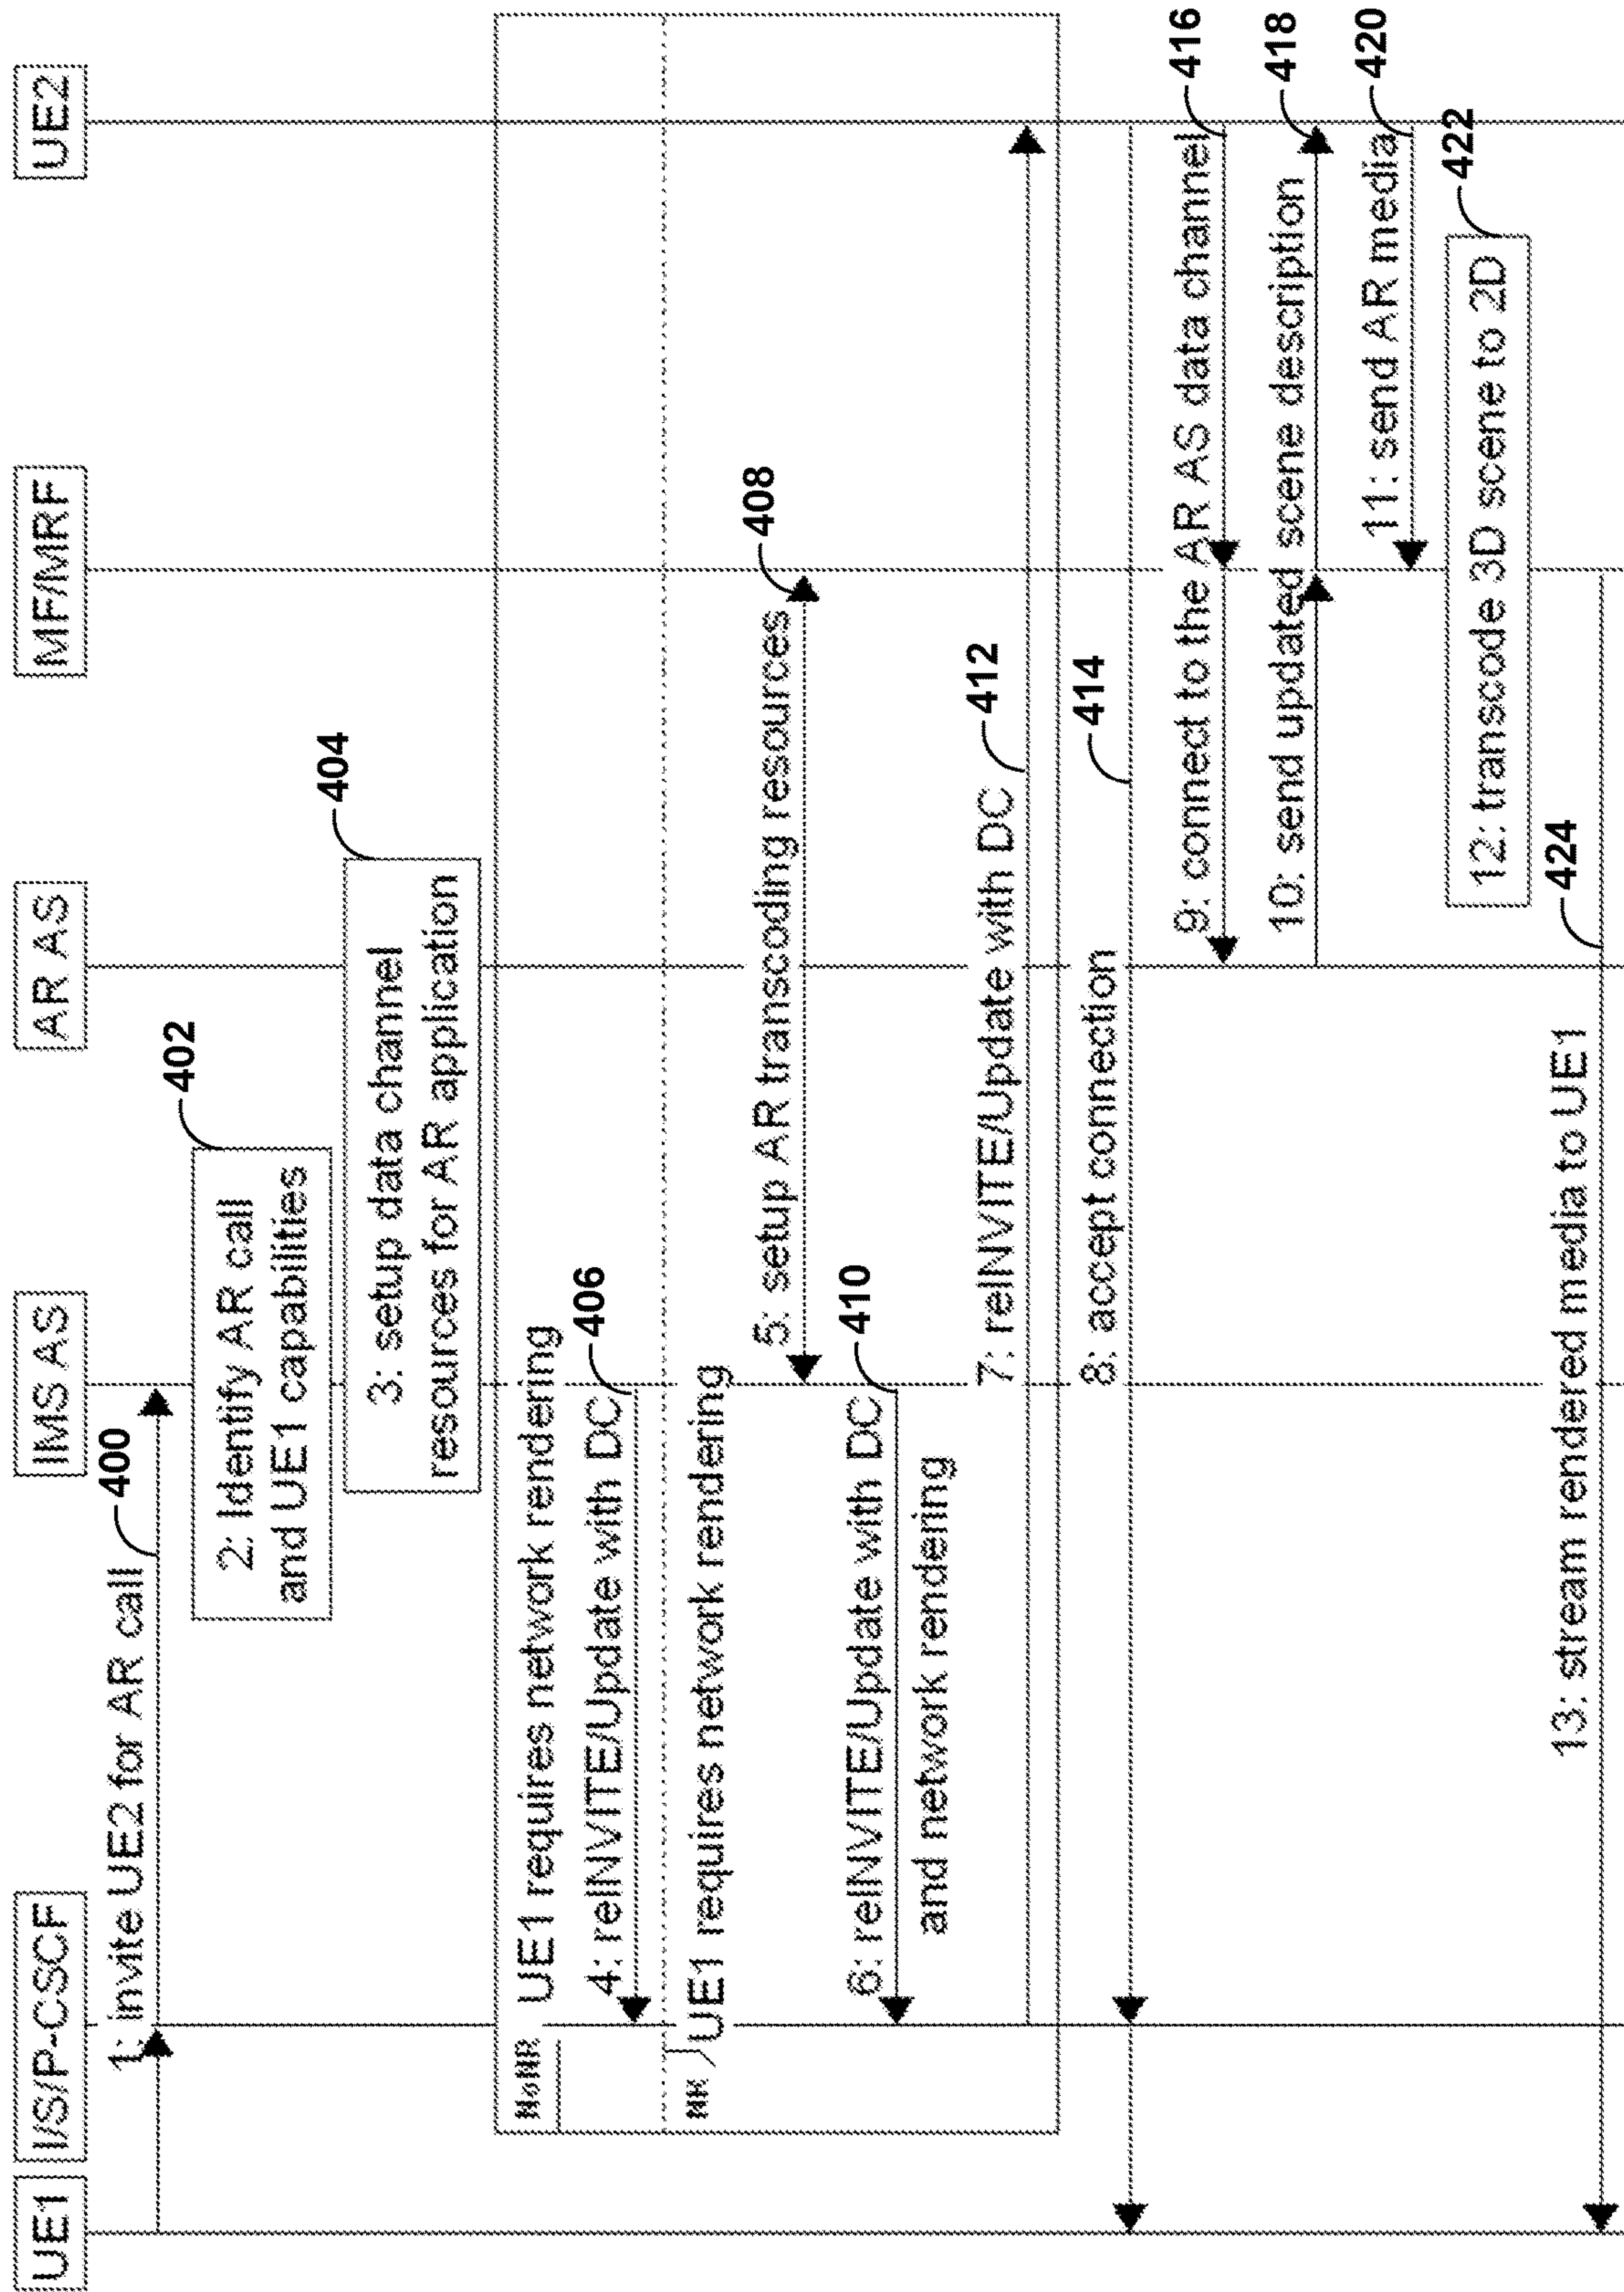 UE1
I/S/P-CSCF
IMS AS
AR AS
MF/MRF
UE2
1: invite UE2 for AR call
400
2: Identify AR call
and UE1 capabilities
402
3: setup data channel
resources for AR application
404
NoNR
UE1 requires network rendering
4: reINVITE/Update with DC
406
NR
UE1 requires network rendering
5: setup AR transcoding resources
408
6: reINVITE/Update with DC
and network rendering
410
7: reINVITE/Update with DC
412
8: accept connection
414
9: connect to the AR AS data channel
416
10: send updated scene description
418
11: send AR media
420
12: transcode 3D scene to 2D
422
13: stream rendered media to UE1
424